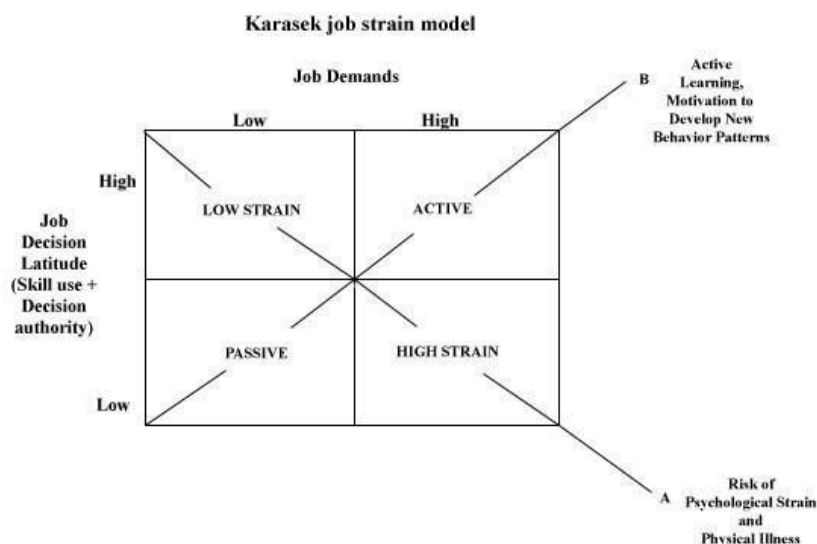 Karasek job strain model
Job Demands
B
Active
Learning,
Motivation to
Develop New
Behavior Patterns
Low
High
High
LOW STRAIN
ACTIVE
Job
Decision
Latitude
(Skill use +
Decision
authority)
PASSIVE
HIGH STRAIN
Low
A
Risk of
Psychological Strain
and
Physical Illness